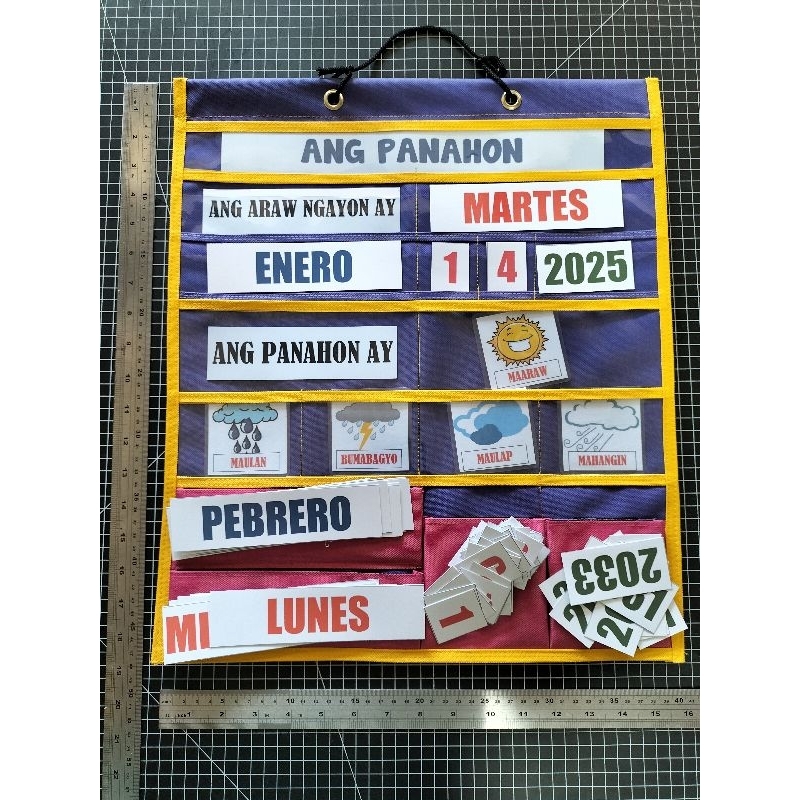 ANG PANAHON
ANG ARAW NGAYON AY MARTES
ENERO 1 4 2025
ANG PANAHON AY
MAARAW
MAULAN BUMABAGYO MAULAP MAHANGIN
PEBRERO
MI LUNES
1
2033